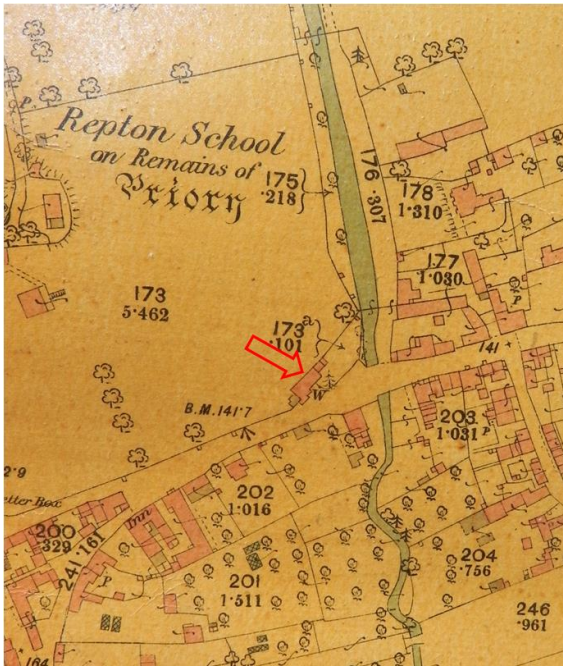 Repton School
on Remains of
Priory
175
.218
176 .307
178
1.310
177
1.030
173
5.462
173a
.101
W
B.M.141.7
141
203
1.031
P
202
1.016
Inn
200
329
241 .161
P
201
1.511
204
.756
246
.961
164
P
P